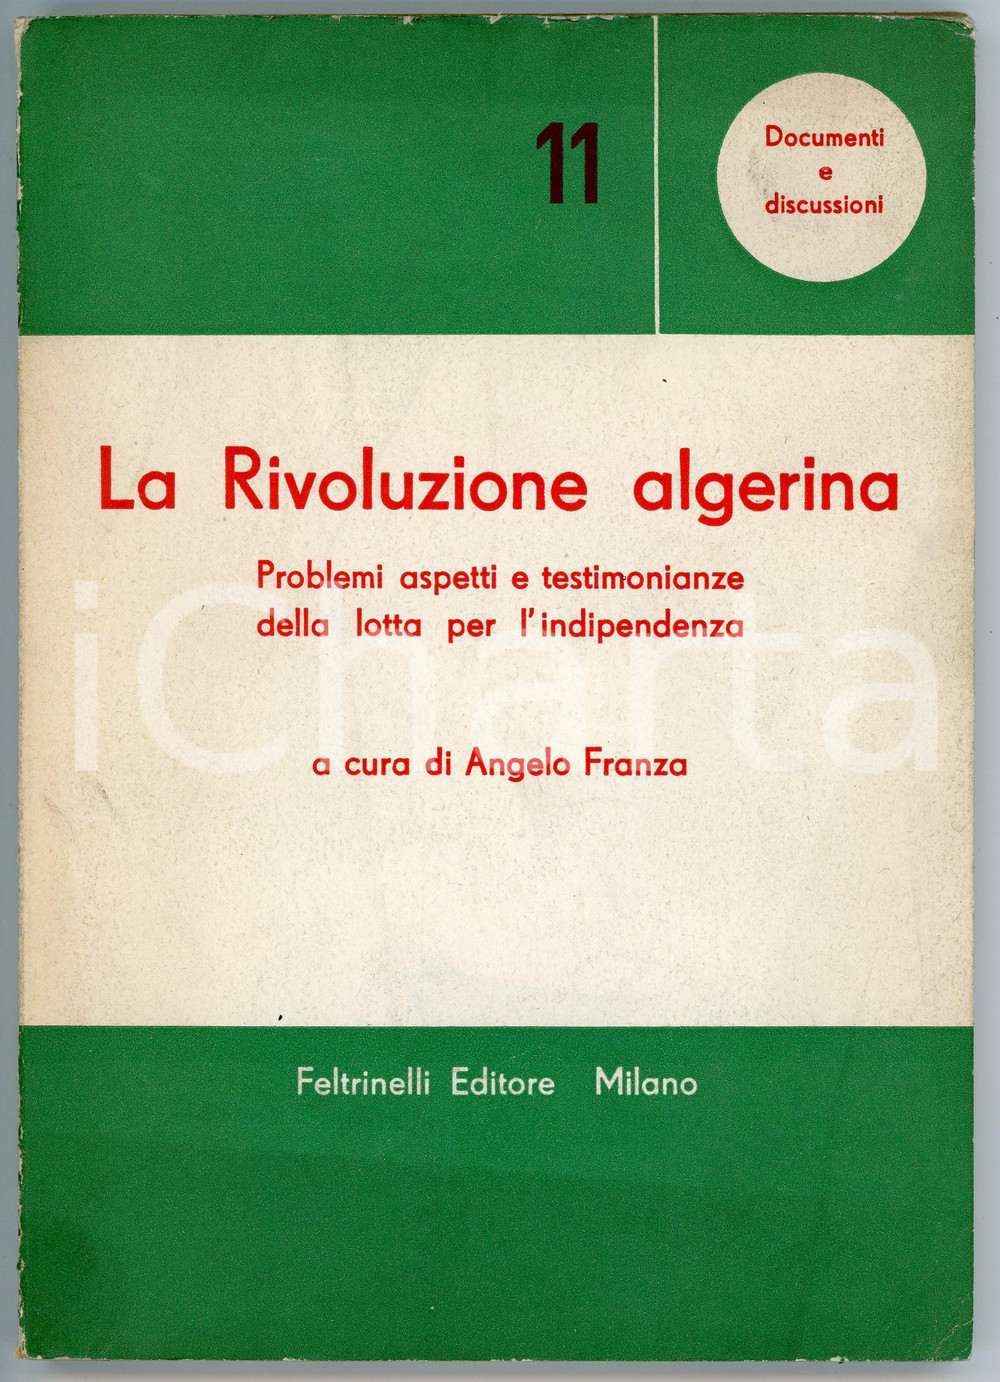 11
Documenti
e
discussioni
La Rivoluzione algerina
Problemi aspetti e testimonianze
della lotta per l'indipendenza
a cura di Angelo Franza
Feltrinelli Editore Milano
iCharta